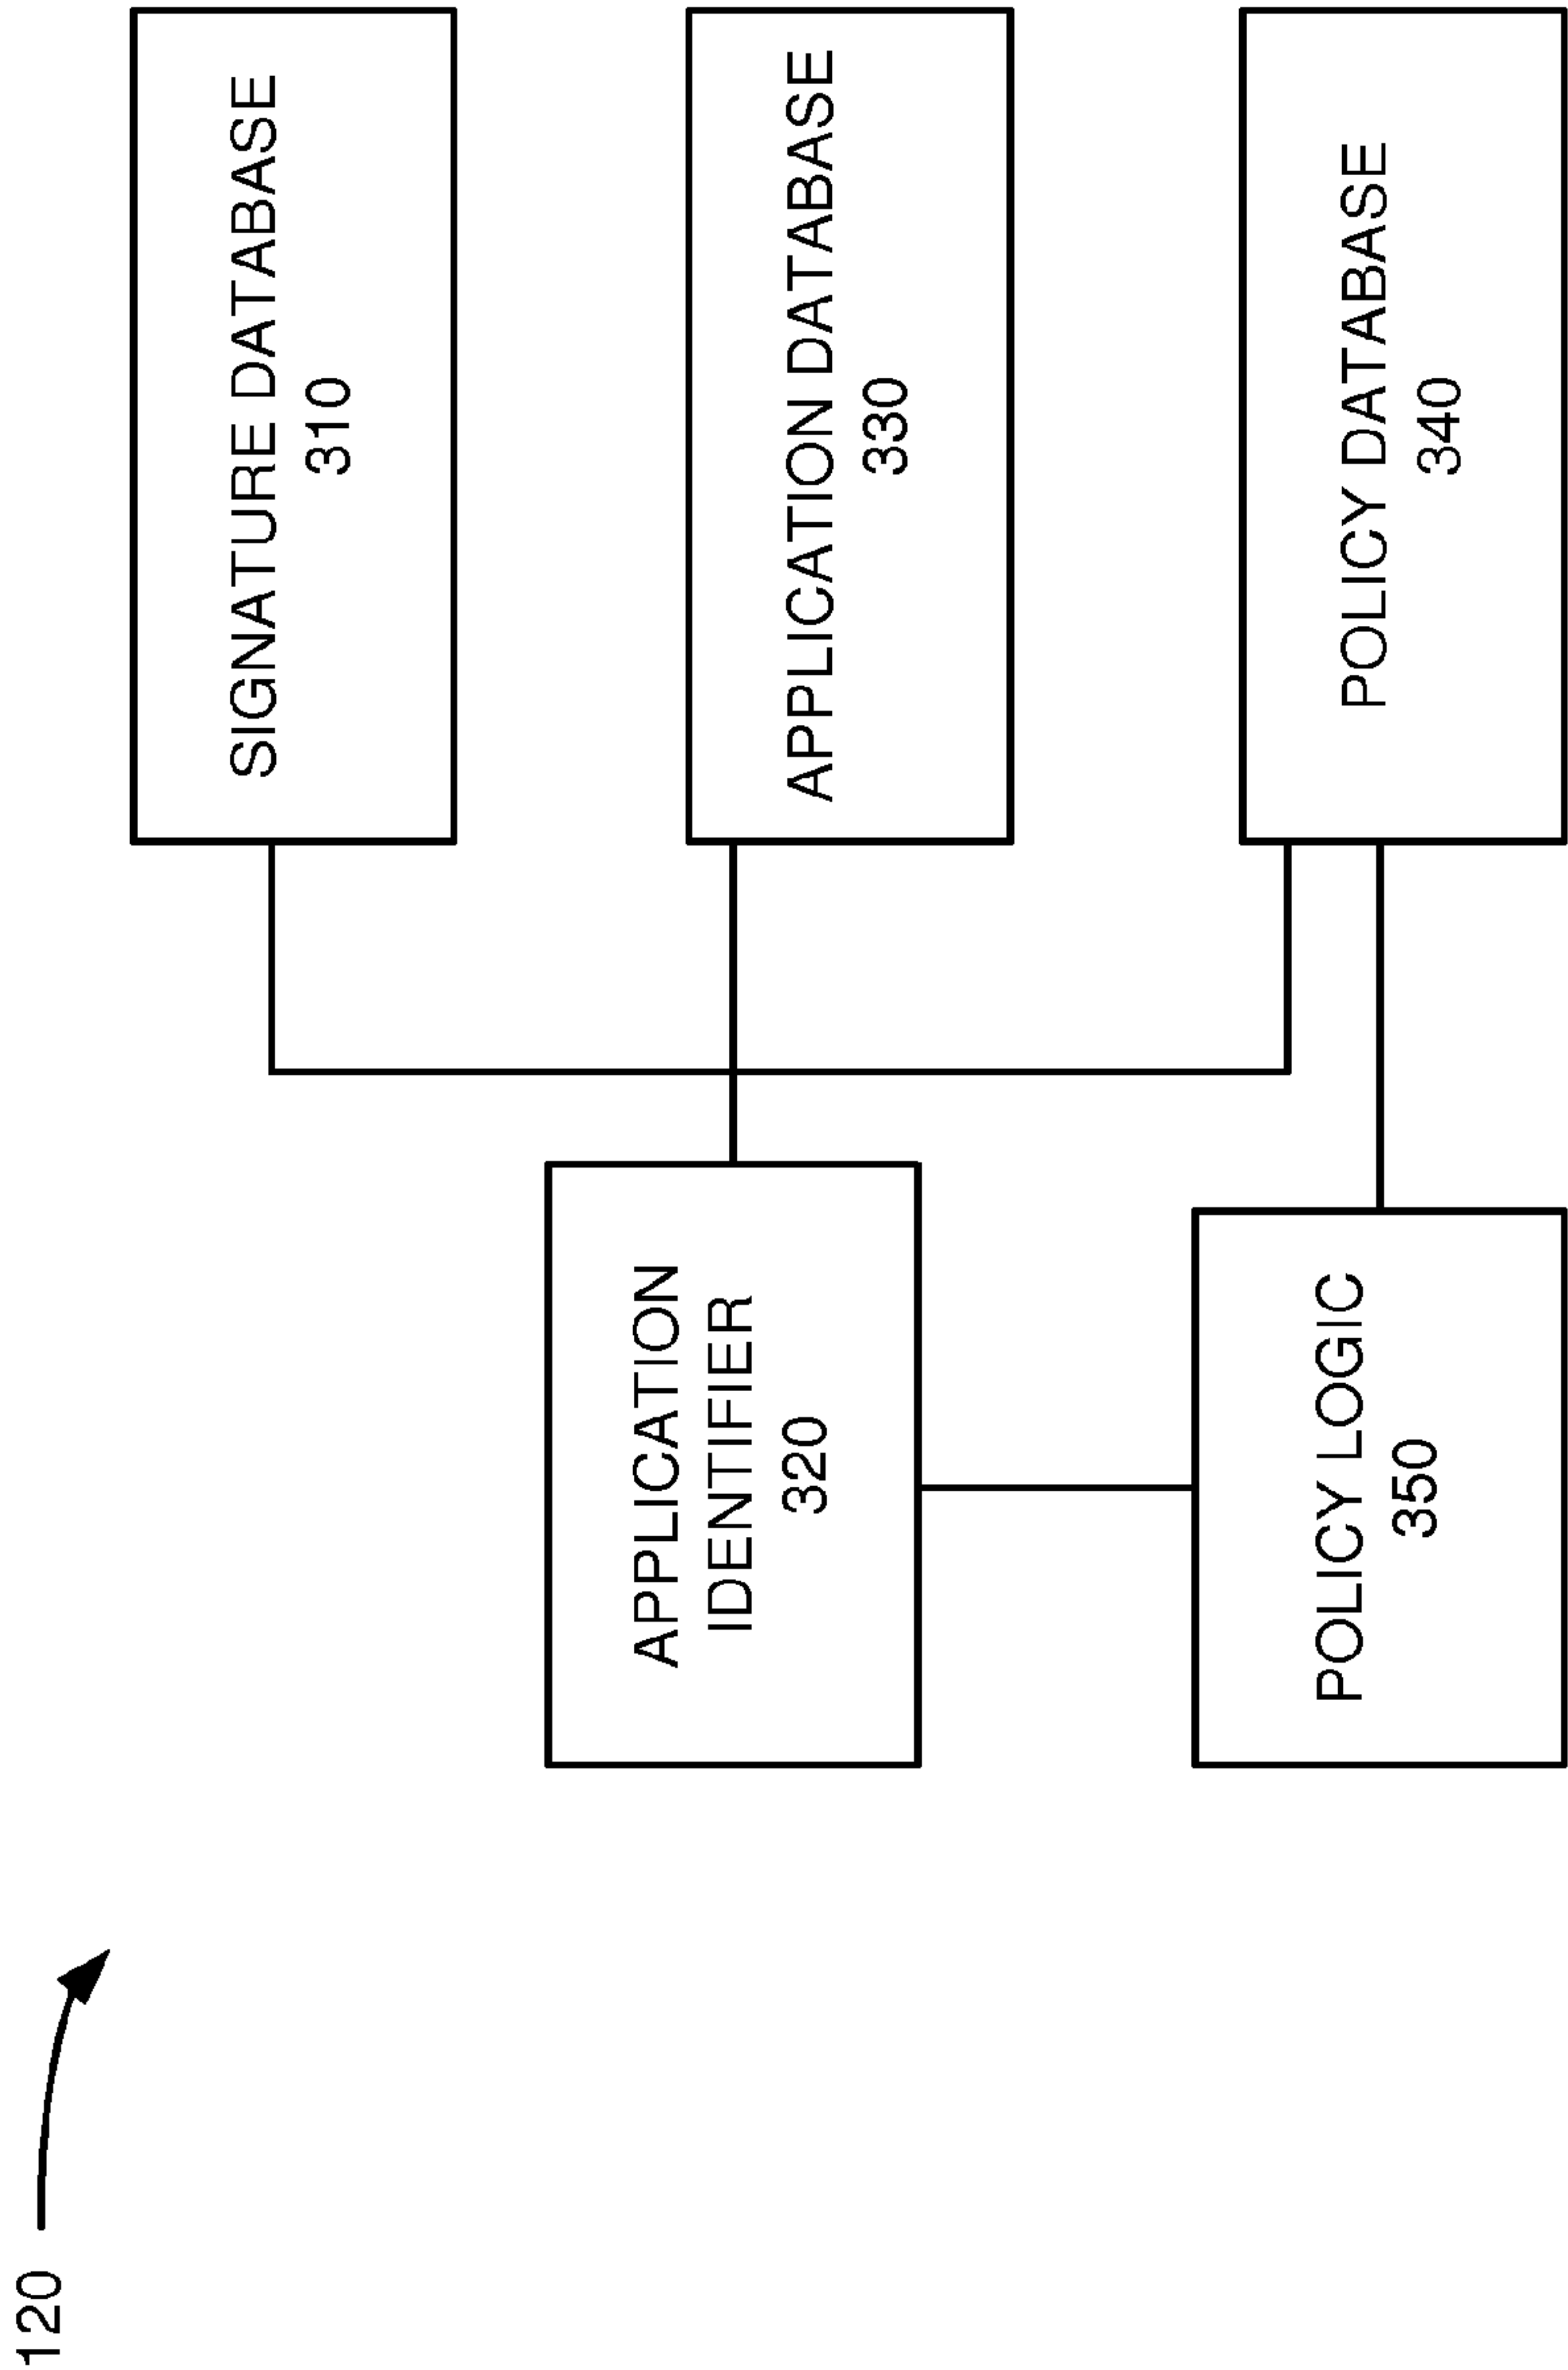 120
SIGNATURE DATABASE
310
APPLICATION
IDENTIFIER
320
APPLICATION DATABASE
330
POLICY LOGIC
350
POLICY DATABASE
340